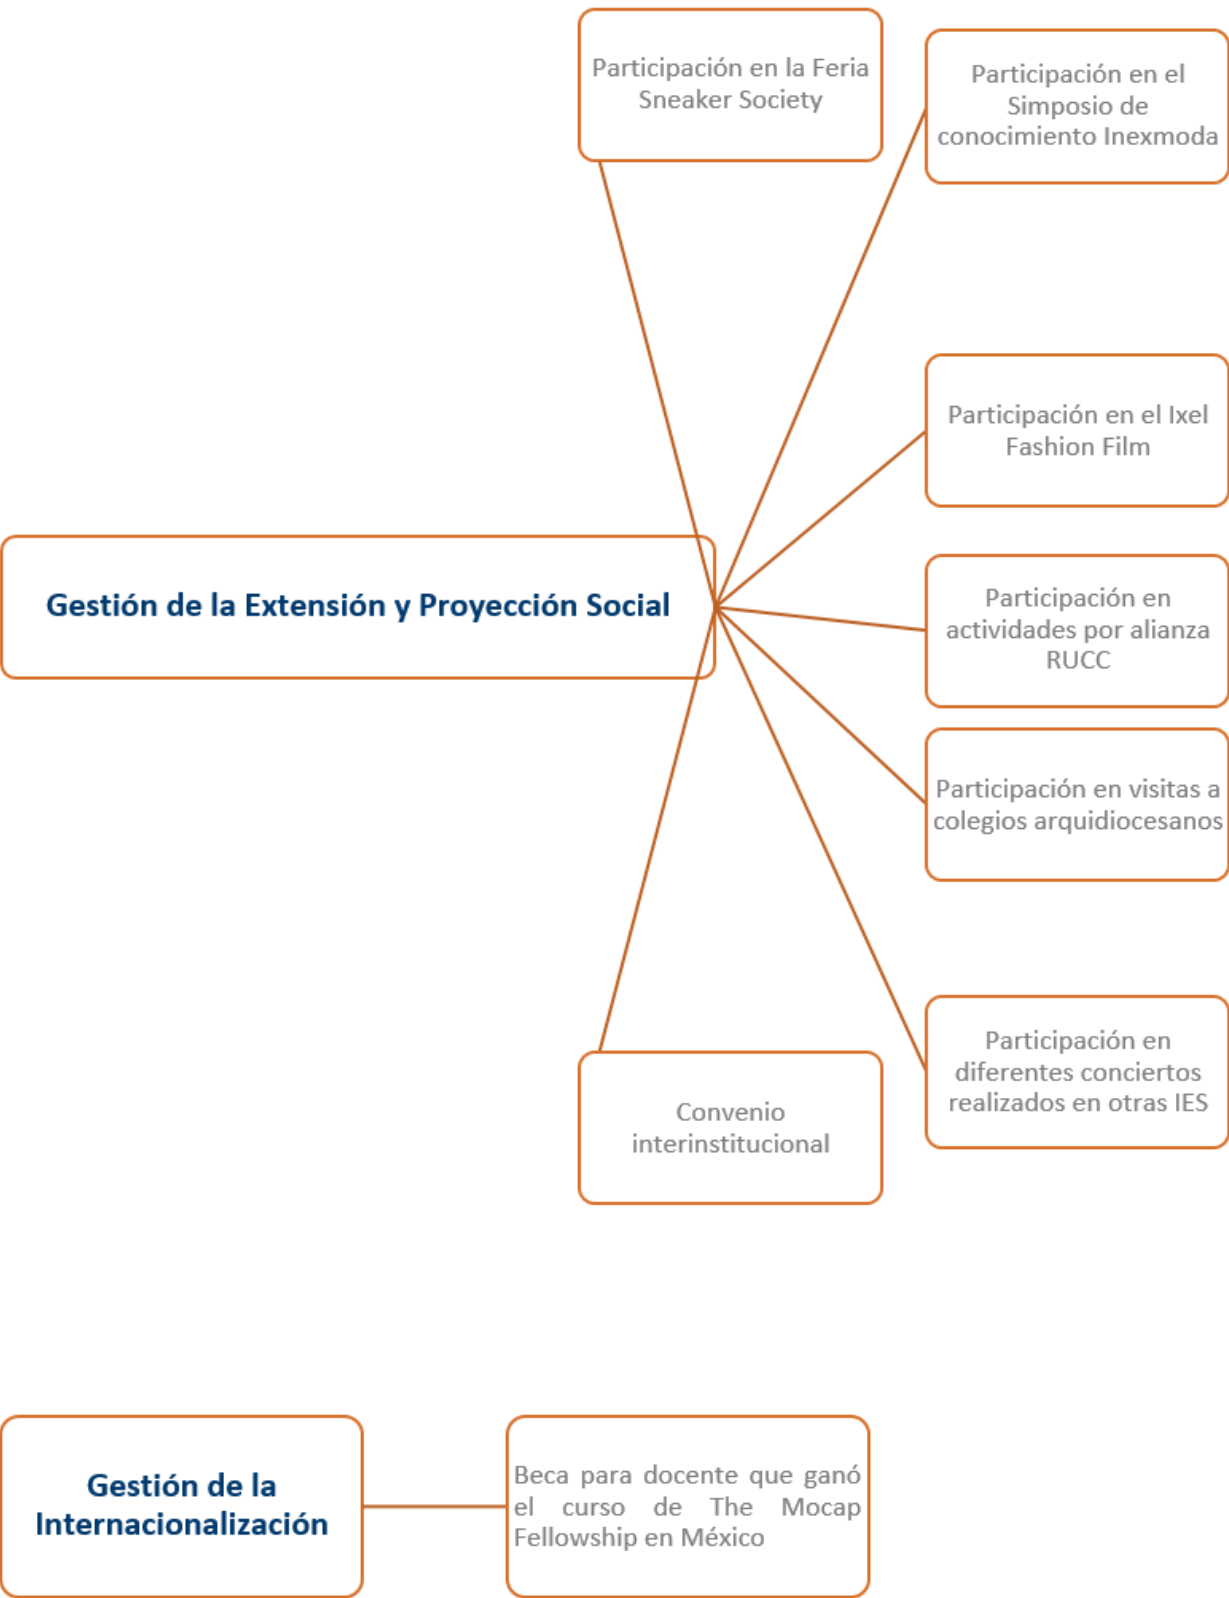 Participación en la Feria
Sneaker Society
Participación en el
Simposio de
conocimiento Inexmoda
Participación en el Ixel
Fashion Film
Gestión de la Extensión y Proyección Social
Participación en
actividades por alianza
RUCC
Participación en visitas a
colegios arquidiocesanos
Participación en
diferentes conciertos
realizados en otras IES
Convenio
interinstitucional
Gestión de la
Internacionalización
Beca para docente que ganó
el curso de The Mocap
Fellowship en México